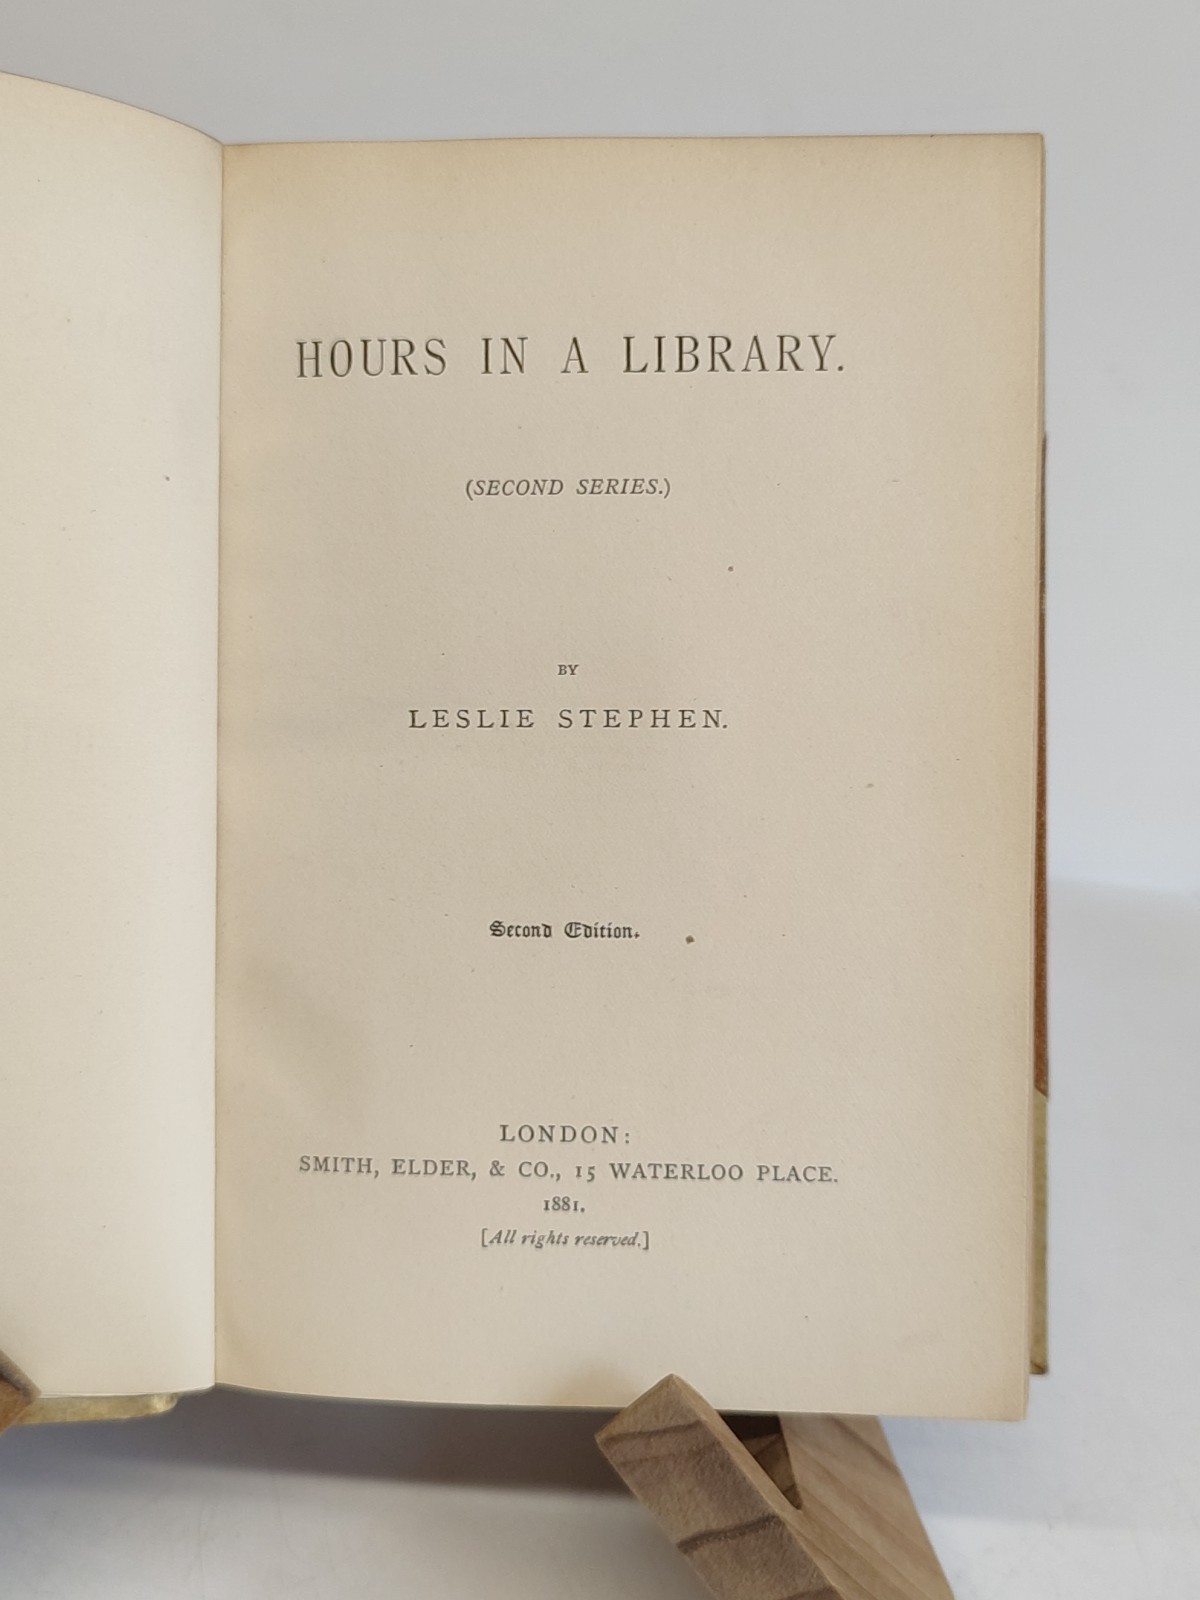 HOURS IN A LIBRARY.
(SECOND SERIES.)
BY
LESLIE STEPHEN.
Second Edition.
LONDON:
SMITH, ELDER, & CO., 15 WATERLOO PLACE.
1881.
[All rights reserved.]